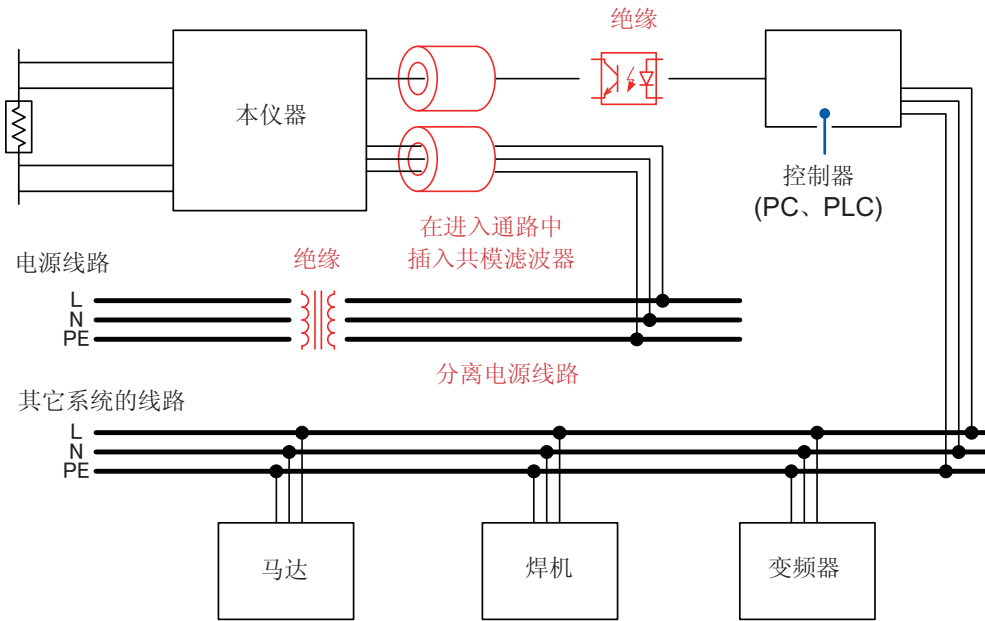 绝缘
本仪器
控制器
(PC、PLC)
在进入通路中
插入共模滤波器
电源线路
绝缘
L
N
PE
分离电源线路
其它系统的线路
L
N
PE
马达
焊机
变频器